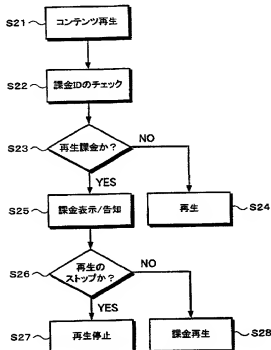 S21 コンテンツ再生
S22 課金IDのチェック
S23 再生課金か?
NO
YES
S25 課金表示/告知
再生 S24
S26 再生の
ストップか?
NO
YES
S27 再生停止
課金再生 S28